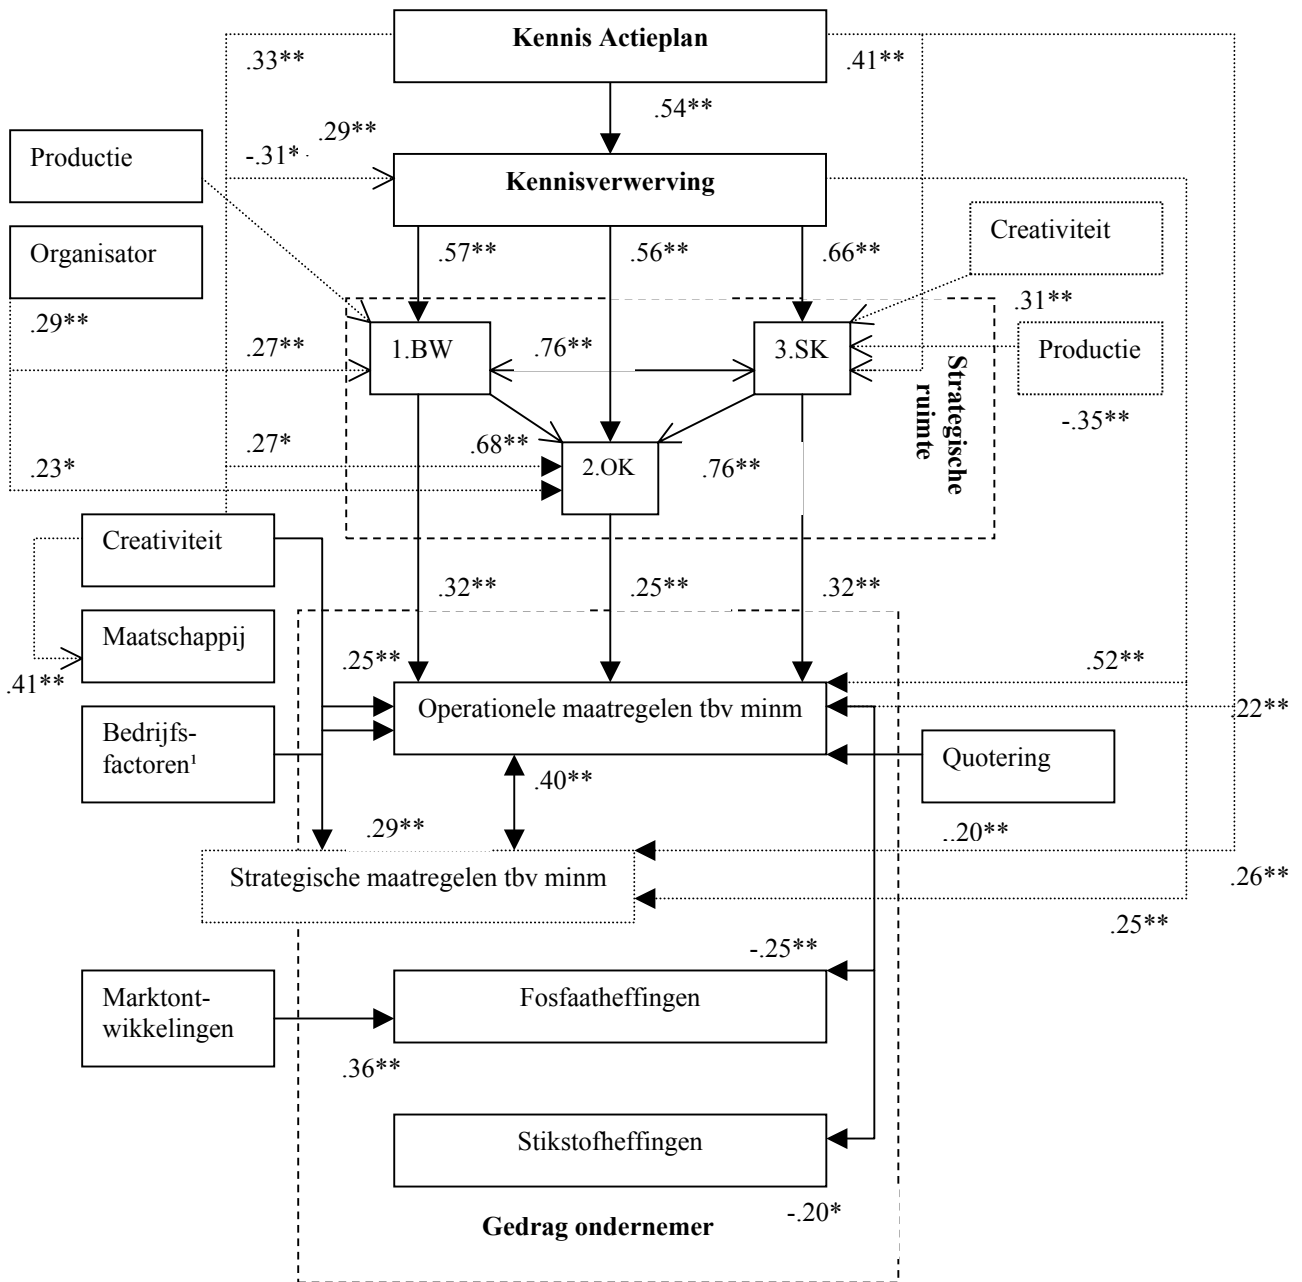 Kennis Actieplan
.33**
.41**
.54**
.29**
Productie
-.31*
Kennisverwerving
Organisator
Creativiteit
.57**
.56**
.66**
.29**
.31**
.27**
1.BW
.76**
3.SK
Productie
Strategische
ruimte
-.35**
.27*
.68**
.76**
2.OK
.23*
Creativiteit
.32**
.25**
.32**
Maatschappij
.41**
.25**
.52**
Operationele maatregelen tbv minm
.22**
Bedrijfs-
factoren¹
Quotering
.40**
.29**
..20**
Strategische maatregelen tbv minm
.26**
.25**
-.25**
Marktont-
wikkelingen
Fosfaatheffingen
.36**
Stikstofheffingen
-.20*
Gedrag ondernemer